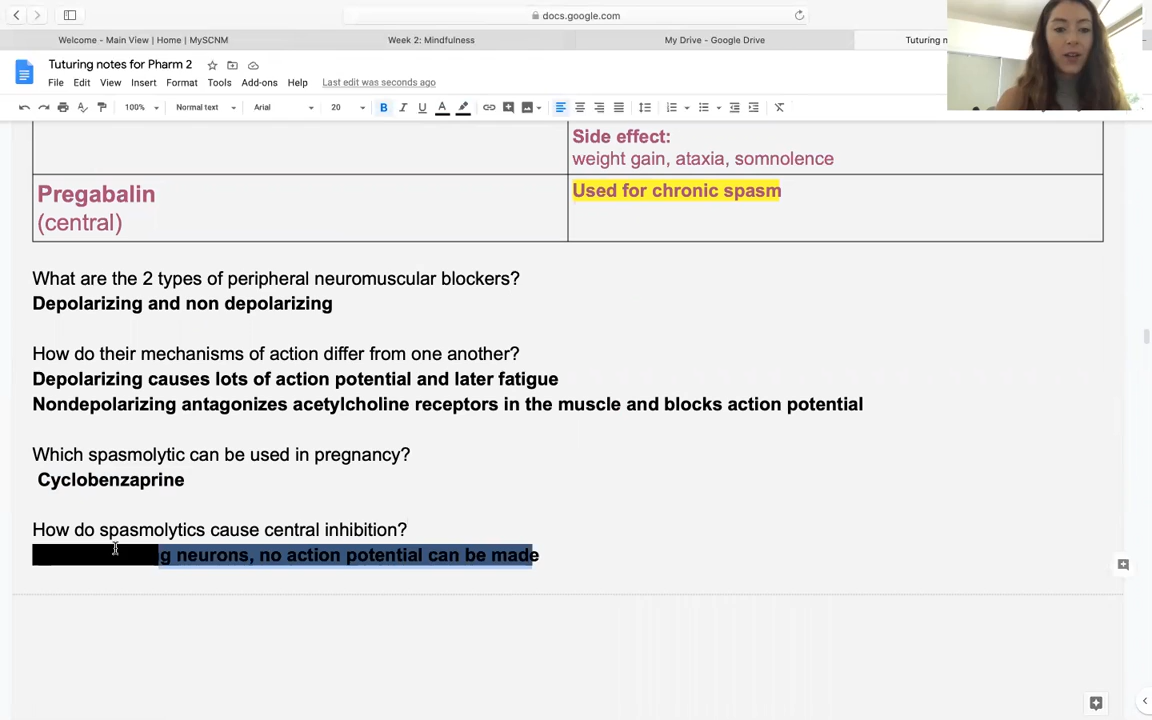 docs.google.com
Welcome - Main View | Home | MySCNM
Week 2: Mindfulness
My Drive - Google Drive
Tuturing n
Tuturing notes for Pharm 2
File Edit View Insert Format Tools Add-ons Help Last edit was seconds ago
100% Normal text Arial 20 B I U A
Side effect:
weight gain, ataxia, somnolence
Pregabalin
(central)
Used for chronic spasm
What are the 2 types of peripheral neuromuscular blockers?
Depolarizing and non depolarizing
How do their mechanisms of action differ from one another?
Depolarizing causes lots of action potential and later fatigue
Nondepolarizing antagonizes acetylcholine receptors in the muscle and blocks action potential
Which spasmolytic can be used in pregnancy?
Cyclobenzaprine
How do spasmolytics cause central inhibition?
neurons, no action potential can be made